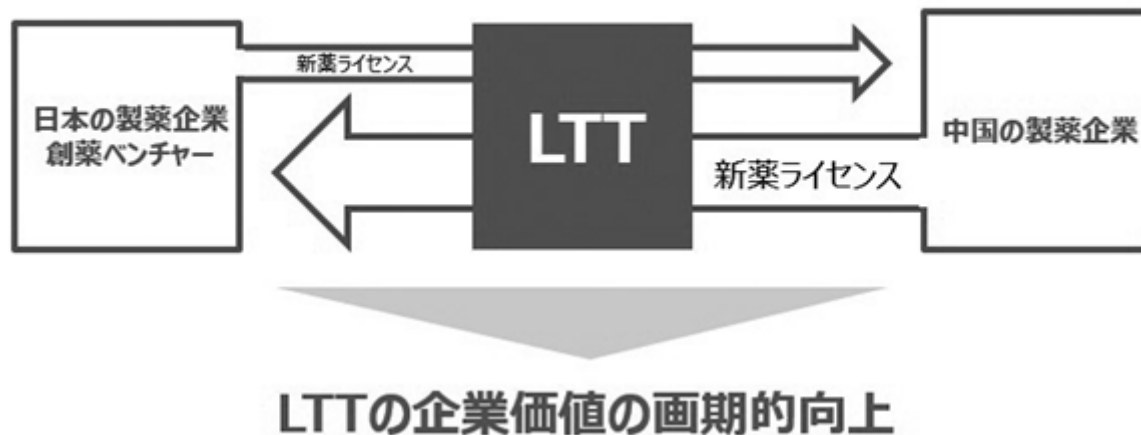 新薬ライセンス
日本の製薬企業
創薬ベンチャー
LTT
中国の製薬企業
新薬ライセンス
LTTの企業価値の画期的向上